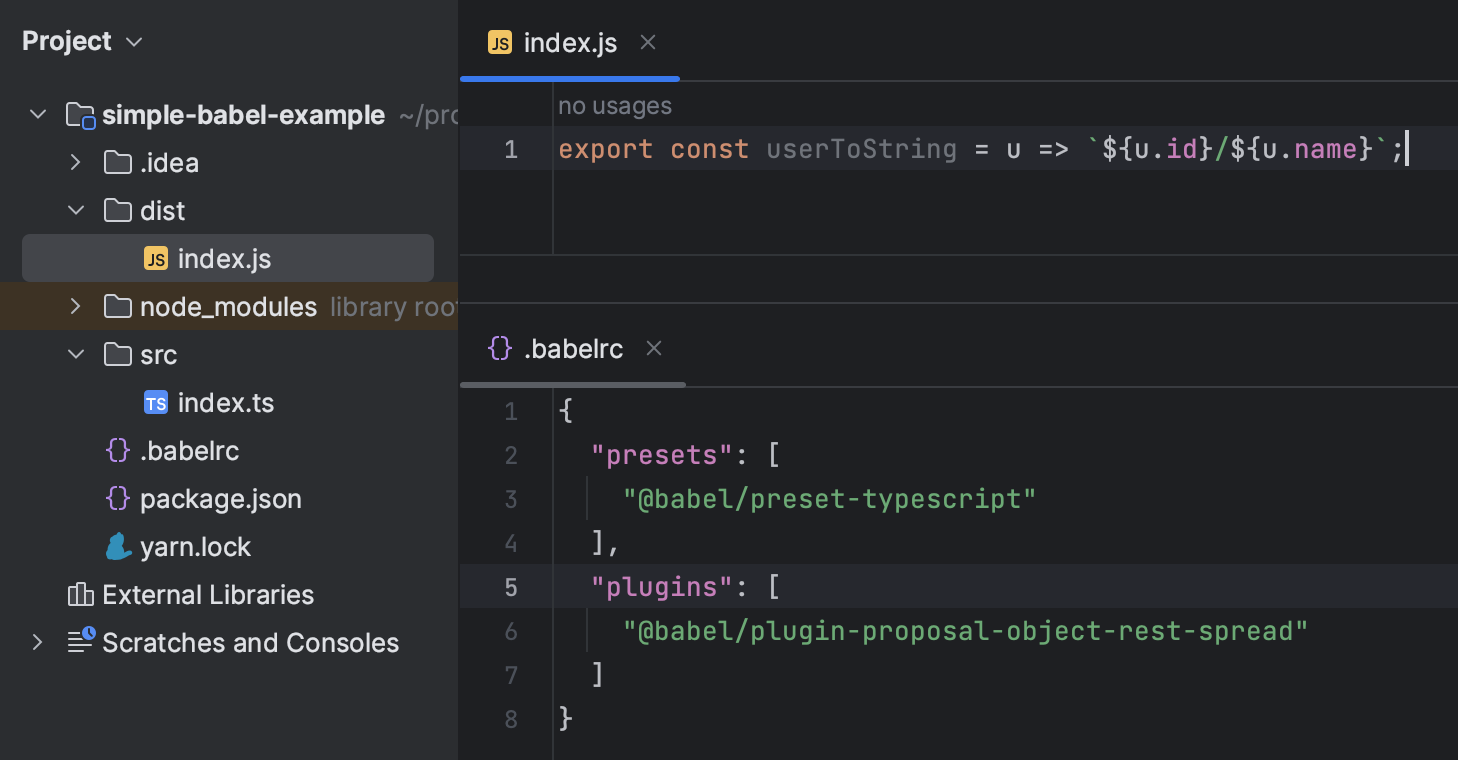 Project
simple-babel-example ~/pro
.idea
dist
JS index.js
node_modules library roo
src
TS index.ts
{} .babelrc
{} package.json
yarn.lock
External Libraries
Scratches and Consoles
JS index.js
no usages
1 export const userToString = u => `${u.id}/${u.name}`;
{} .babelrc
1 {
2 "presets": [
3 "@babel/preset-typescript"
4 ],
5 "plugins": [
6 "@babel/plugin-proposal-object-rest-spread"
7 ]
8 }